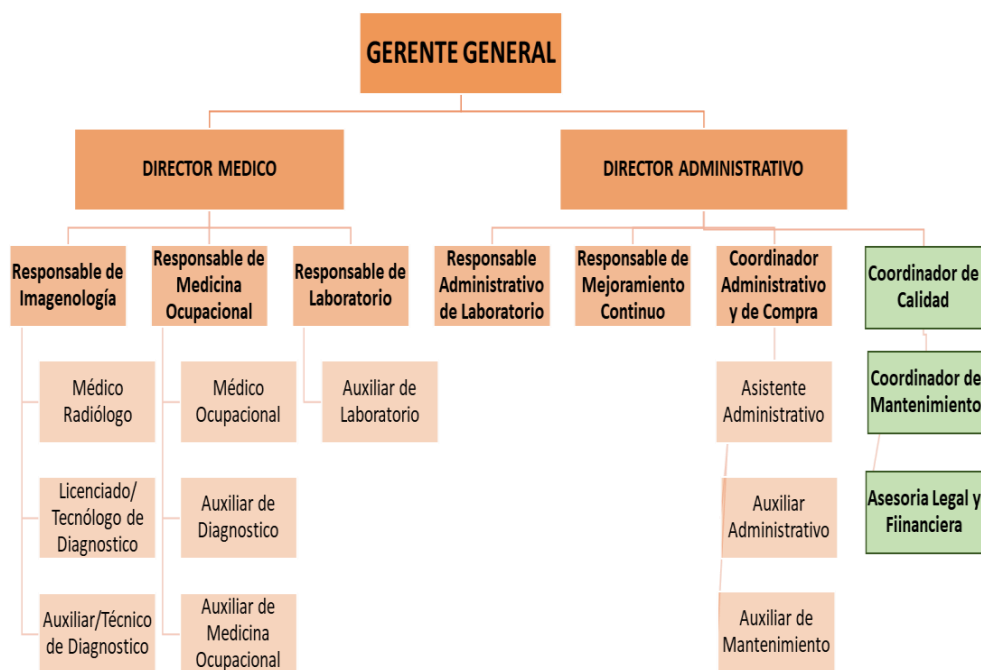 GERENTE GENERAL
DIRECTOR MEDICO
DIRECTOR ADMINISTRATIVO
Responsable de
Imagenología
Responsable de
Medicina
Ocupacional
Responsable de
Laboratorio
Responsable
Administrativo
de Laboratorio
Responsable de
Mejoramiento
Continuo
Coordinador
Administrativo
y de Compra
Coordinador de
Calidad
Médico
Radiólogo
Médico
Ocupacional
Auxiliar de
Laboratorio
Asistente
Administrativo
Coordinador de
Mantenimiento
Licenciado/
Tecnólogo de
Diagnostico
Auxiliar de
Diagnostico
Auxiliar
Administrativo
Asesoria Legal y
Fiinanciera
Auxiliar/Técnico
de Diagnostico
Auxiliar de
Medicina
Ocupacional
Auxiliar de
Mantenimiento